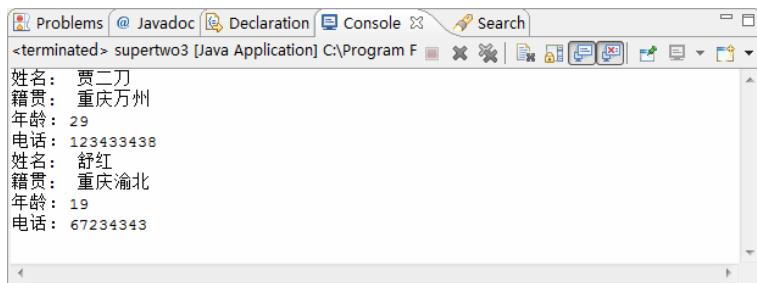 Problems @ Javadoc Declaration Console Search
<terminated> supertwo3 [Java Application] C:\Program F
姓名： 贾二刀
籍贯： 重庆万州
年龄：29
电话：123433438
姓名： 舒红
籍贯： 重庆渝北
年龄：19
电话：67234343